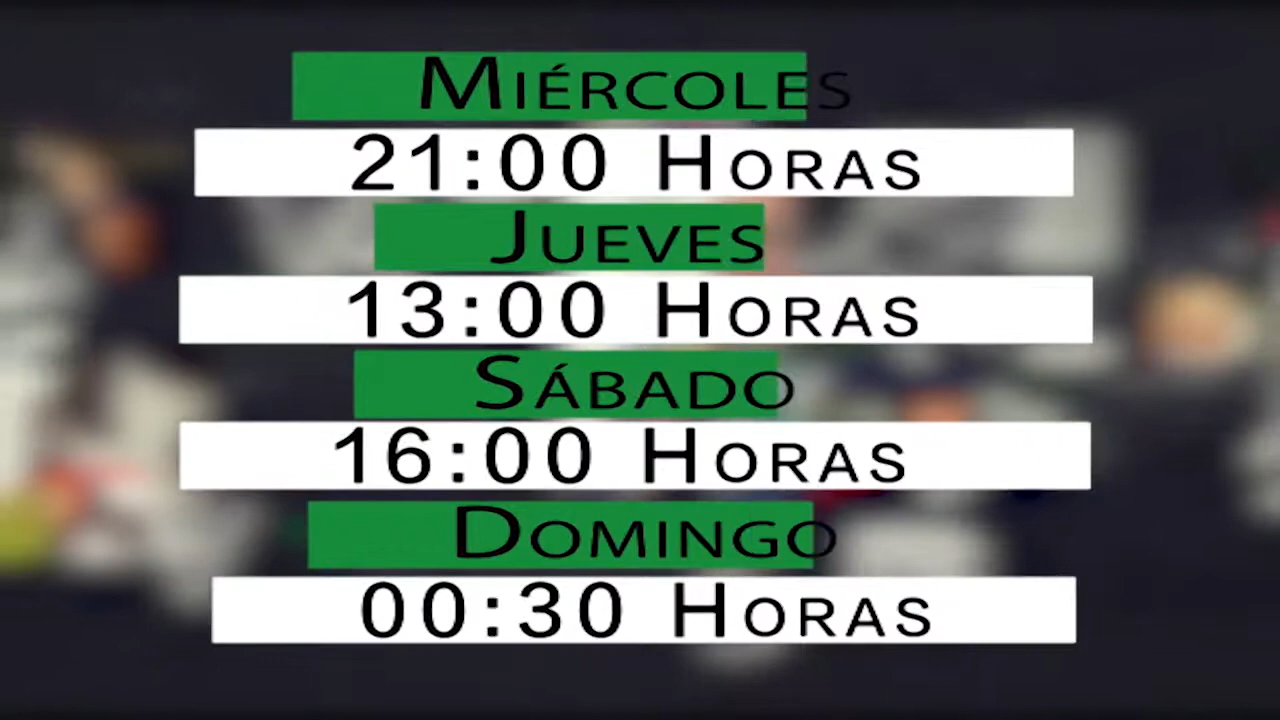 Miércoles
21:00 Horas
Jueves
13:00 Horas
Sábado
16:00 Horas
Domingo
00:30 Horas